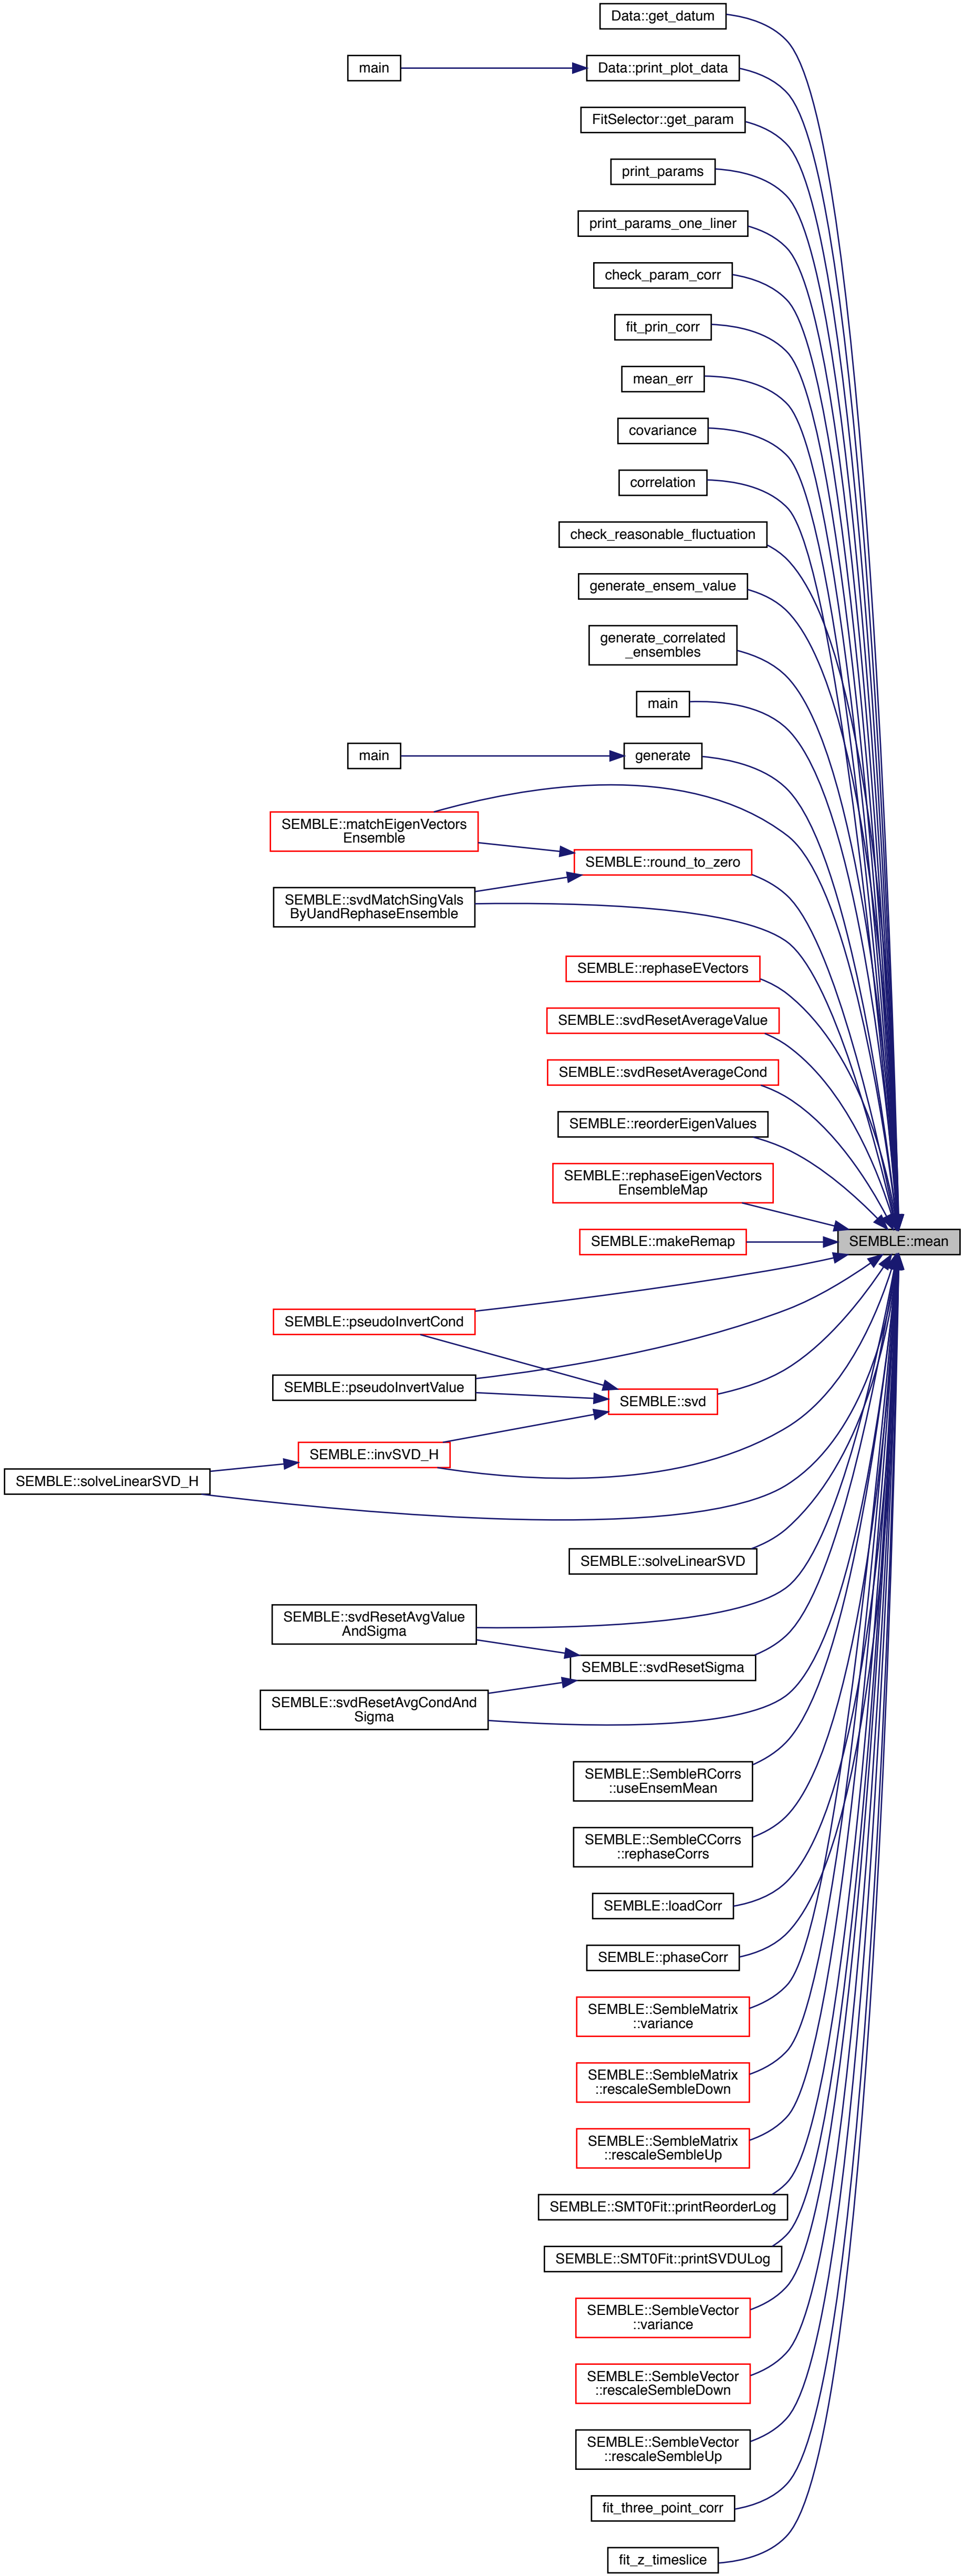 Data::get_datum
main
Data::print_plot_data
FitSelector::get_param
print_params
print_params_one_liner
check_param_corr
fit_prin_corr
mean_err
covariance
correlation
check_reasonable_fluctuation
generate_ensem_value
generate_correlated
_ensembles
main
main
generate
SEMBLE::matchEigenVectors
Ensemble
SEMBLE::round_to_zero
SEMBLE::svdMatchSingVals
ByUandRephaseEnsemble
SEMBLE::rephaseEVectors
SEMBLE::svdResetAverageValue
SEMBLE::svdResetAverageCond
SEMBLE::reorderEigenValues
SEMBLE::rephaseEigenVectors
EnsembleMap
SEMBLE::makeRemap
SEMBLE::mean
SEMBLE::pseudoInvertCond
SEMBLE::pseudoInvertValue
SEMBLE::svd
SEMBLE::invSVD_H
SEMBLE::solveLinearSVD_H
SEMBLE::solveLinearSVD
SEMBLE::svdResetAvgValue
AndSigma
SEMBLE::svdResetSigma
SEMBLE::svdResetAvgCondAnd
Sigma
SEMBLE::SembleRCorrs
::useEnsemMean
SEMBLE::SembleCCorrs
::rephaseCorrs
SEMBLE::loadCorr
SEMBLE::phaseCorr
SEMBLE::SembleMatrix
::variance
SEMBLE::SembleMatrix
::rescaleSembleDown
SEMBLE::SembleMatrix
::rescaleSembleUp
SEMBLE::SMT0Fit::printReorderLog
SEMBLE::SMT0Fit::printSVDULog
SEMBLE::SembleVector
::variance
SEMBLE::SembleVector
::rescaleSembleDown
SEMBLE::SembleVector
::rescaleSembleUp
fit_three_point_corr
fit_z_timeslice